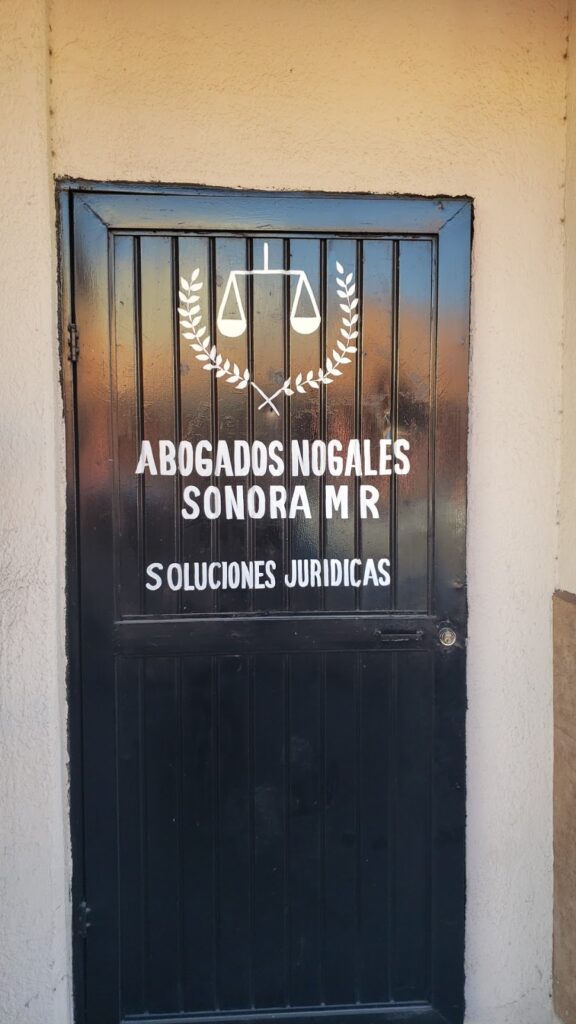 ABOGADOS NOGALES
SONORA M R
SOLUCIONES JURIDICAS